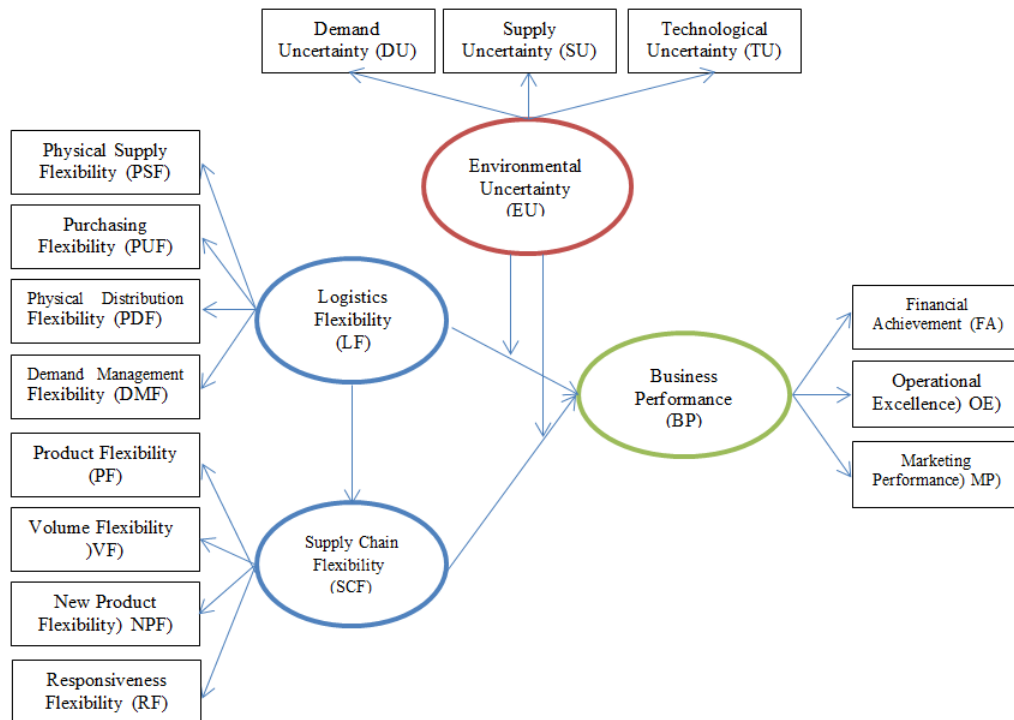 Demand
Uncertainty (DU)
Supply
Uncertainty (SU)
Technological
Uncertainty (TU)
Environmental
Uncertainty
(EU)
Physical Supply
Flexibility (PSF)
Purchasing
Flexibility (PUF)
Physical Distribution
Flexibility (PDF)
Demand Management
Flexibility (DMF)
Logistics
Flexibility
(LF)
Financial
Achievement (FA)
Operational
Excellence) OE)
Marketing
Performance) MP)
Business
Performance
(BP)
Product Flexibility
(PF)
Volume Flexibility
)VF)
New Product
Flexibility) NPF)
Responsiveness
Flexibility (RF)
Supply Chain
Flexibility
(SCF)